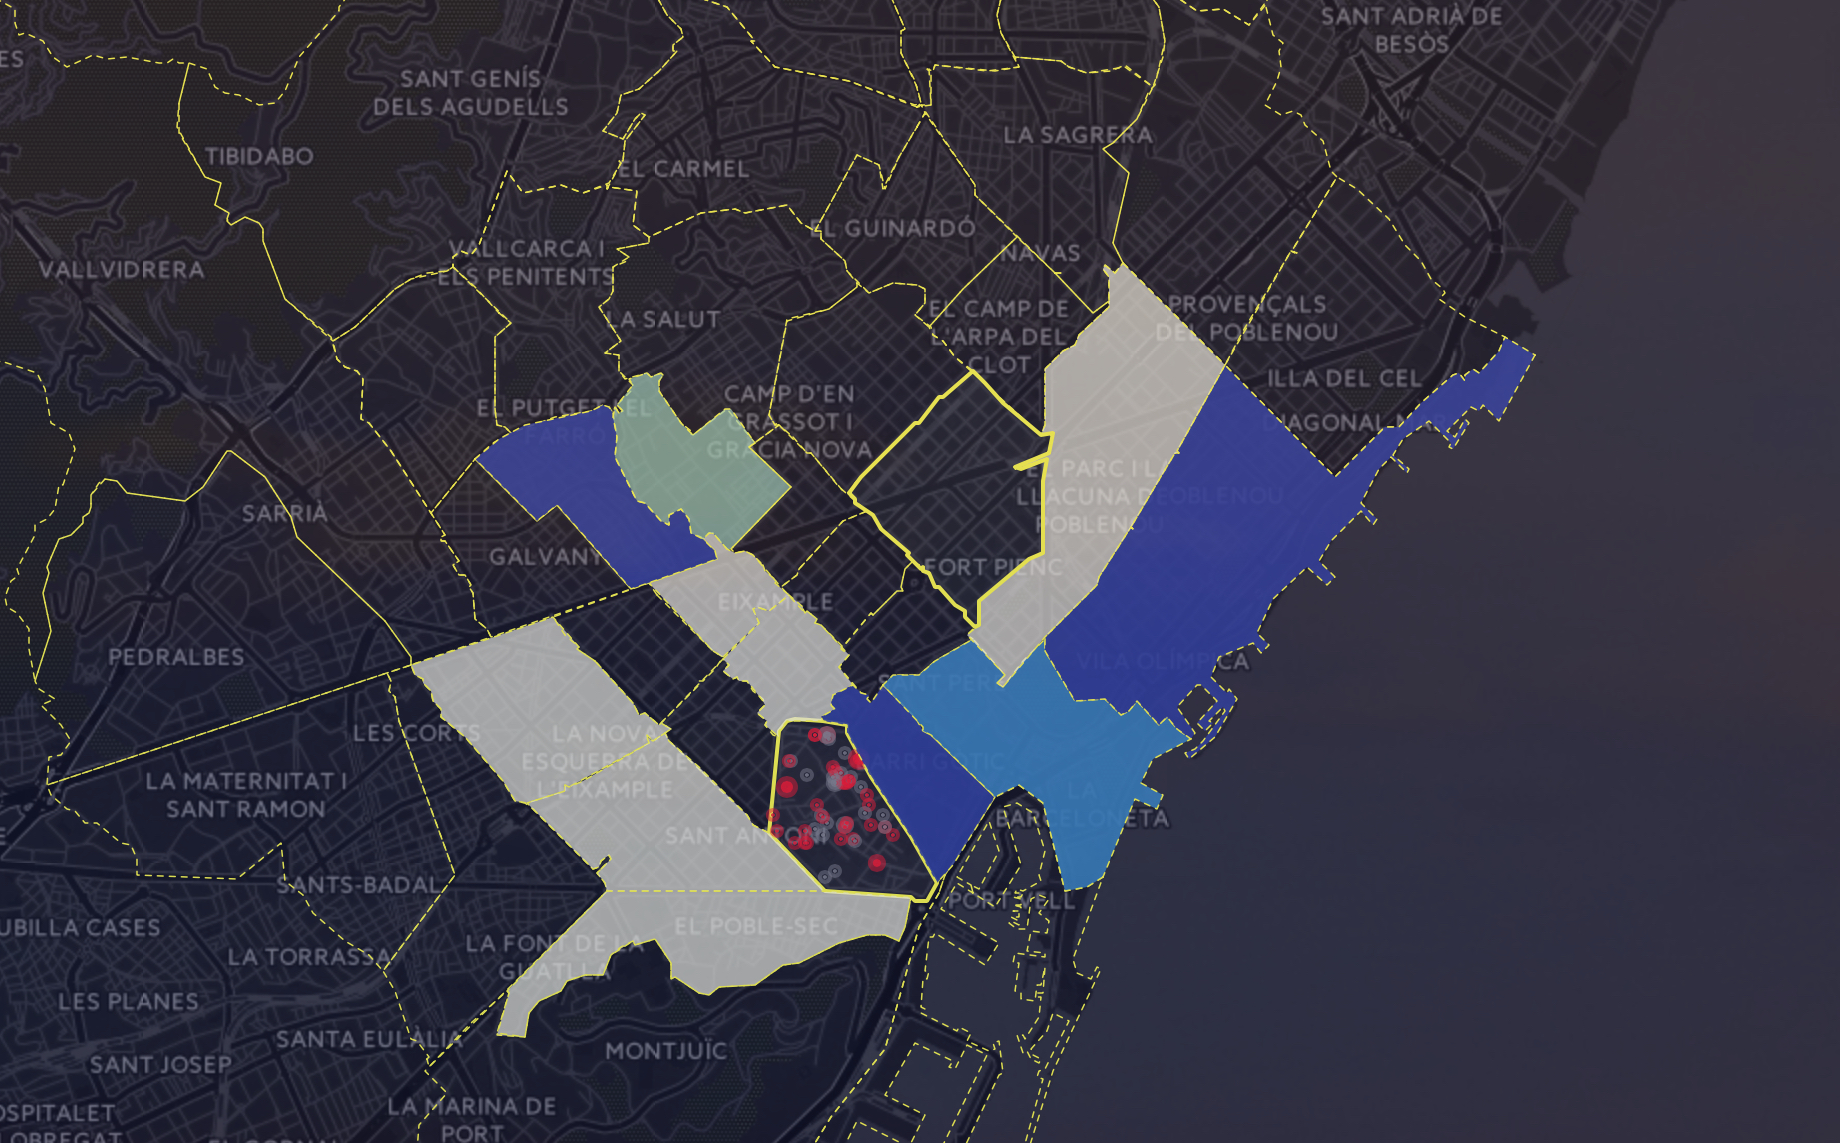 SANT ADRIÀ DE
BESÒS
ES
SANT GENÍS
DELS AGUDELLS
LA SAGRERA
TIBIDABO
EL CARMEL
EL GUINARDÓ
VALLCARCA I
ELS PENITENTS
NAVAS
VALLVIDRERA
PROVENÇALS
DEL POBLENOU
EL CAMP DE
L'ARPA DEL
CLOT
LA SALUT
ILLA DEL CEL
CAMP D'EN
GRASSOT I
GRÀCIA NOVA
EL PUTGET I EL
FARRÓ
DIAGONAL MAR
EL PARC I LA
LLACUNA DEL
POBLENOU
POBLENOU
SARRIÀ
GALVANY
FORT PIENC
EIXAMPLE
PEDRALBES
VILA OLÍMPICA
SANT PERE
LES CORTS
LA NOVA
ESQUERRA DE
L'EIXAMPLE
BARRI GÒTIC
LA MATERNITAT I
SANT RAMON
LA
BARCELONETA
SANT ANTONI
SANTS-BADAL
PORT VELL
UBILLA CASES
EL POBLE-SEC
LA TORRASSA
LA FONT DE LA
GUATLLA
LES PLANES
SANTA EULÀLIA
MONTJUÏC
SANT JOSEP
LA MARINA DE
PORT
OSPITALET
LOBREGAT